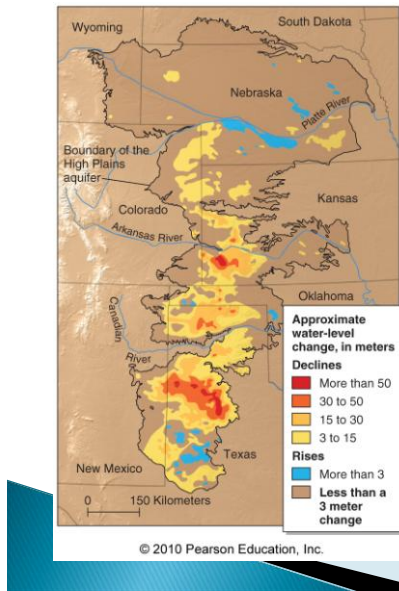 Wyoming
South Dakota
Nebraska
Platte River
Boundary of the
High Plains
aquifer
Colorado
Kansas
Arkansas River
Oklahoma
Canadian
River
New Mexico
Texas
0 150 Kilometers
Approximate
water-level
change, in meters
Declines
More than 50
30 to 50
15 to 30
3 to 15
Rises
More than 3
Less than a
3 meter
change
© 2010 Pearson Education, Inc.